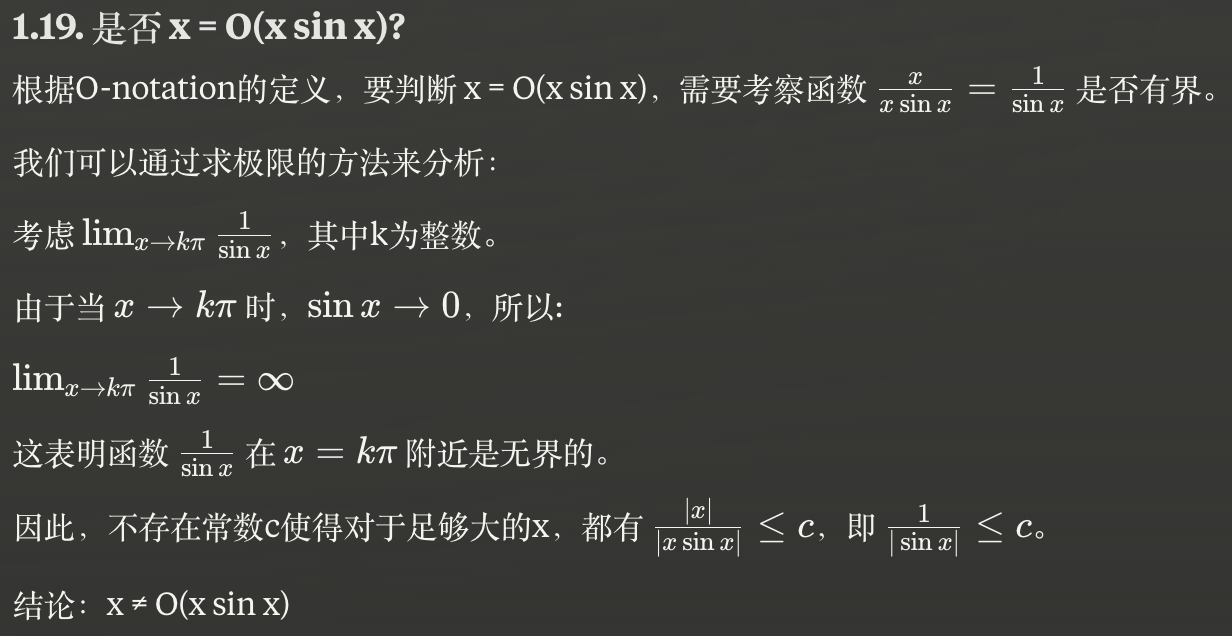 1.19. 是否 x = O(x sin x)?
根据O-notation的定义，要判断 x = O(x sin x)，需要考察函数 $\frac{x}{x \sin x} = \frac{1}{\sin x}$ 是否有界。
我们可以通过求极限的方法来分析：
考虑 $\lim_{x \to k\pi} \frac{1}{\sin x}$，其中k为整数。
由于当 $x \to k\pi$ 时，$\sin x \to 0$，所以:
$\lim_{x \to k\pi} \frac{1}{\sin x} = \infty$
这表明函数 $\frac{1}{\sin x}$ 在 $x = k\pi$ 附近是无界的。
因此，不存在常数c使得对于足够大的x，都有 $\frac{|x|}{|x \sin x|} \leq c$，即 $\frac{1}{|\sin x|} \leq c$。
结论：x ≠ O(x sin x)